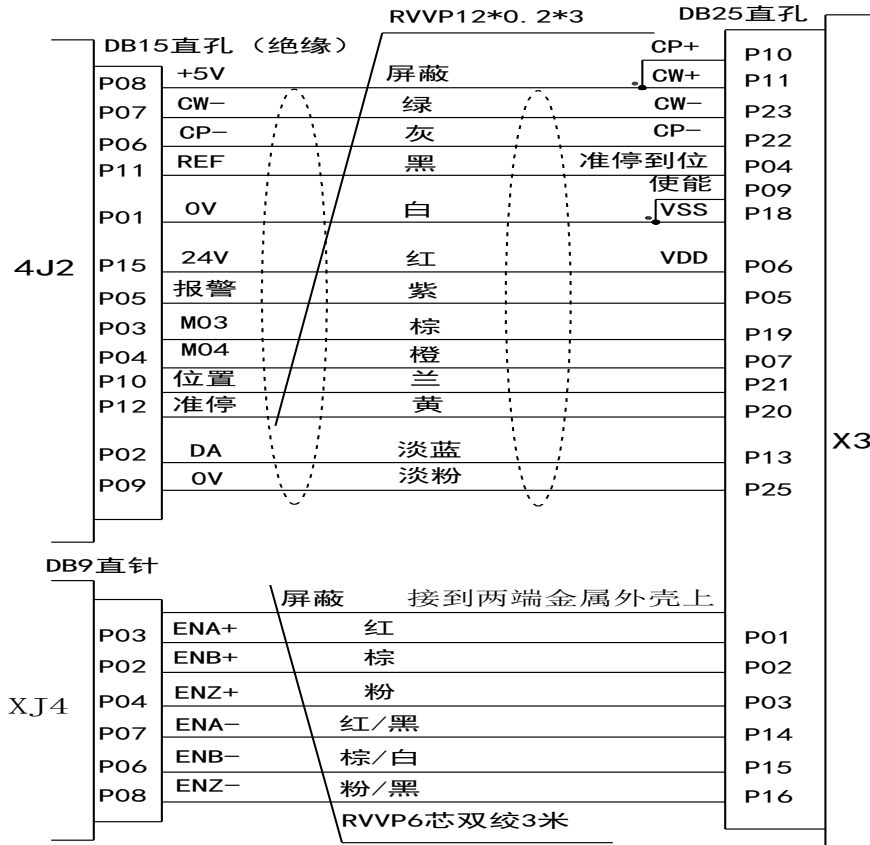 RVVP12*0.2*3 DB25直孔
DB15直孔（绝缘） CP+ P10
P08 +5V 屏蔽 CW+ P11
P07 CW- 绿 CW- P23
P06 CP- 灰 CP- P22
P11 REF 黑 准停到位 P04
使能 P09
P01 0V 白 VSS P18
4J2 P15 24V 红 VDD P06
P05 报警 紫 P05
P03 MO3 棕 P19
P04 MO4 橙 P07
P10 位置 兰 P21
P12 准停 黄 P20
X3
P02 DA 淡蓝 P13
P09 0V 淡粉 P25
DB9直针
屏蔽 接到两端金属外壳上
P03 ENA+ 红 P01
P02 ENB+ 棕 P02
XJ4 P04 ENZ+ 粉 P03
P07 ENA- 红/黑 P14
P06 ENB- 棕/白 P15
P08 ENZ- 粉/黑 P16
RVVP6芯双绞3米